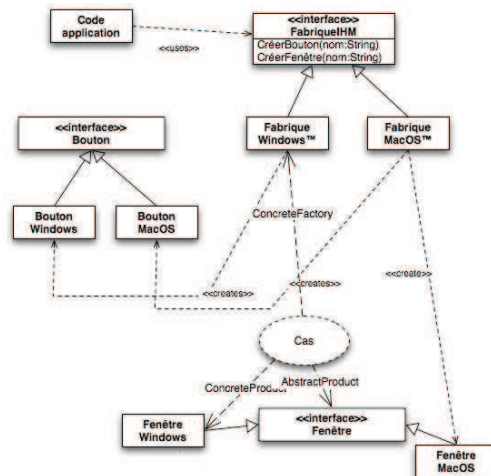 Code
application
<<uses>>
<<interface>>
FabriqueIHM
CréerBouton(nom:String)
CréerFenêtre(nom:String)
<<interface>>
Bouton
Fabrique
Windows™
Fabrique
MacOS™
Bouton
Windows
Bouton
MacOS
ConcreteFactory
<<creates>>
<<creates>>
<<create>>
Cas
ConcreteProduct
AbstractProduct
Fenêtre
Windows
<<interface>>
Fenêtre
Fenêtre
MacOS